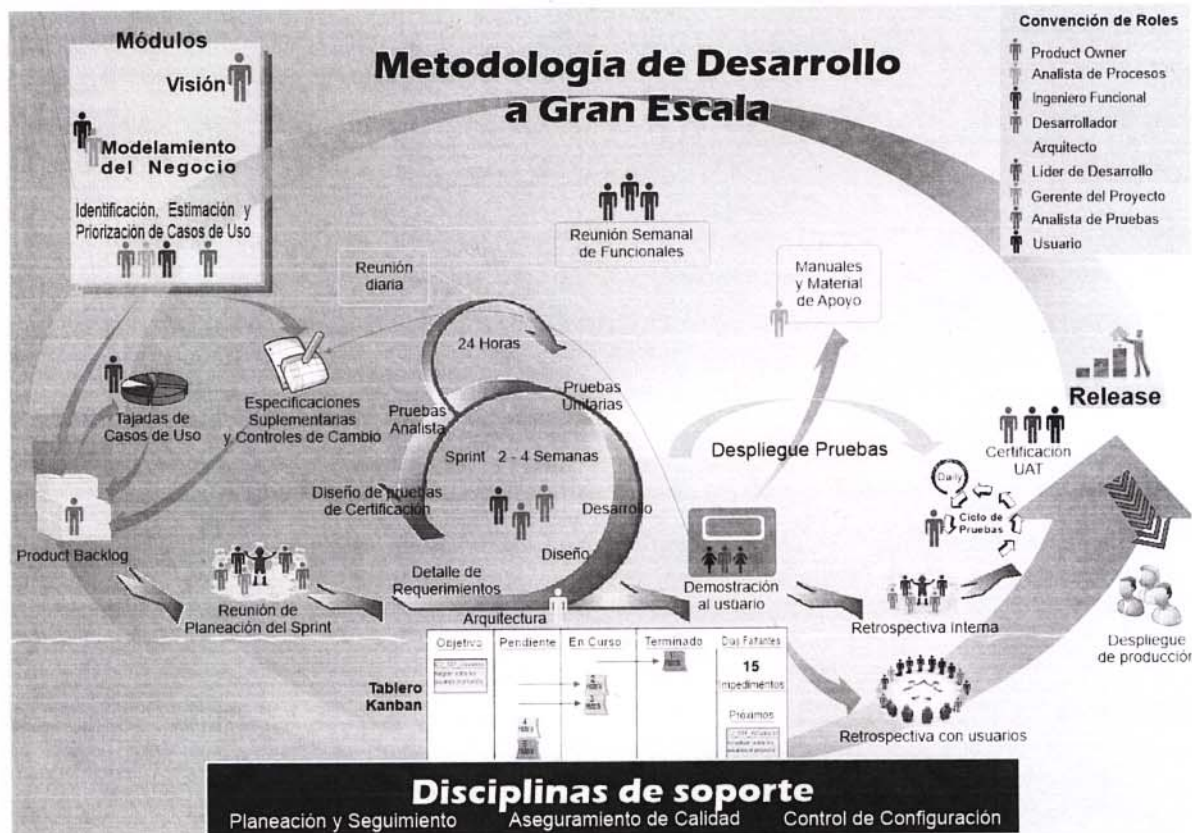 Metodología de Desarrollo
a Gran Escala
Módulos
Visión
Modelamiento
del Negocio
Identificación, Estimación y
Priorización de Casos de Uso
Convención de Roles
Product Owner
Analista de Procesos
Ingeniero Funcional
Desarrollador
Arquitecto
Líder de Desarrollo
Gerente del Proyecto
Analista de Pruebas
Usuario
Reunión Semanal
de Funcionales
Reunión
diaria
Manuales
y Material
de Apoyo
24 Horas
Release
Tajadas de
Casos de Uso
Especificaciones
Suplementarias
y Controles de Cambio
Pruebas
Analista
Pruebas
Unitarias
Sprint 2 - 4 Semanas
Despliegue Pruebas
Certificación
UAT
Daily
Ciclo de
Pruebas
Diseño de pruebas
de Certificación
Desarrollo
Diseño
Product Backlog
Detalle de
Requerimientos
Demostración
al usuario
Reunión de
Planeación del Sprint
Arquitectura
Retrospectiva Interna
Despliegue
de producción
Objetivo
Pendiente
En Curso
Terminado
Dias Faltantes
15
Impedimentos
Próximos
Tablero
Kanban
Retrospectiva con usuarios
Disciplinas de soporte
Planeación y Seguimiento
Aseguramiento de Calidad
Control de Configuración